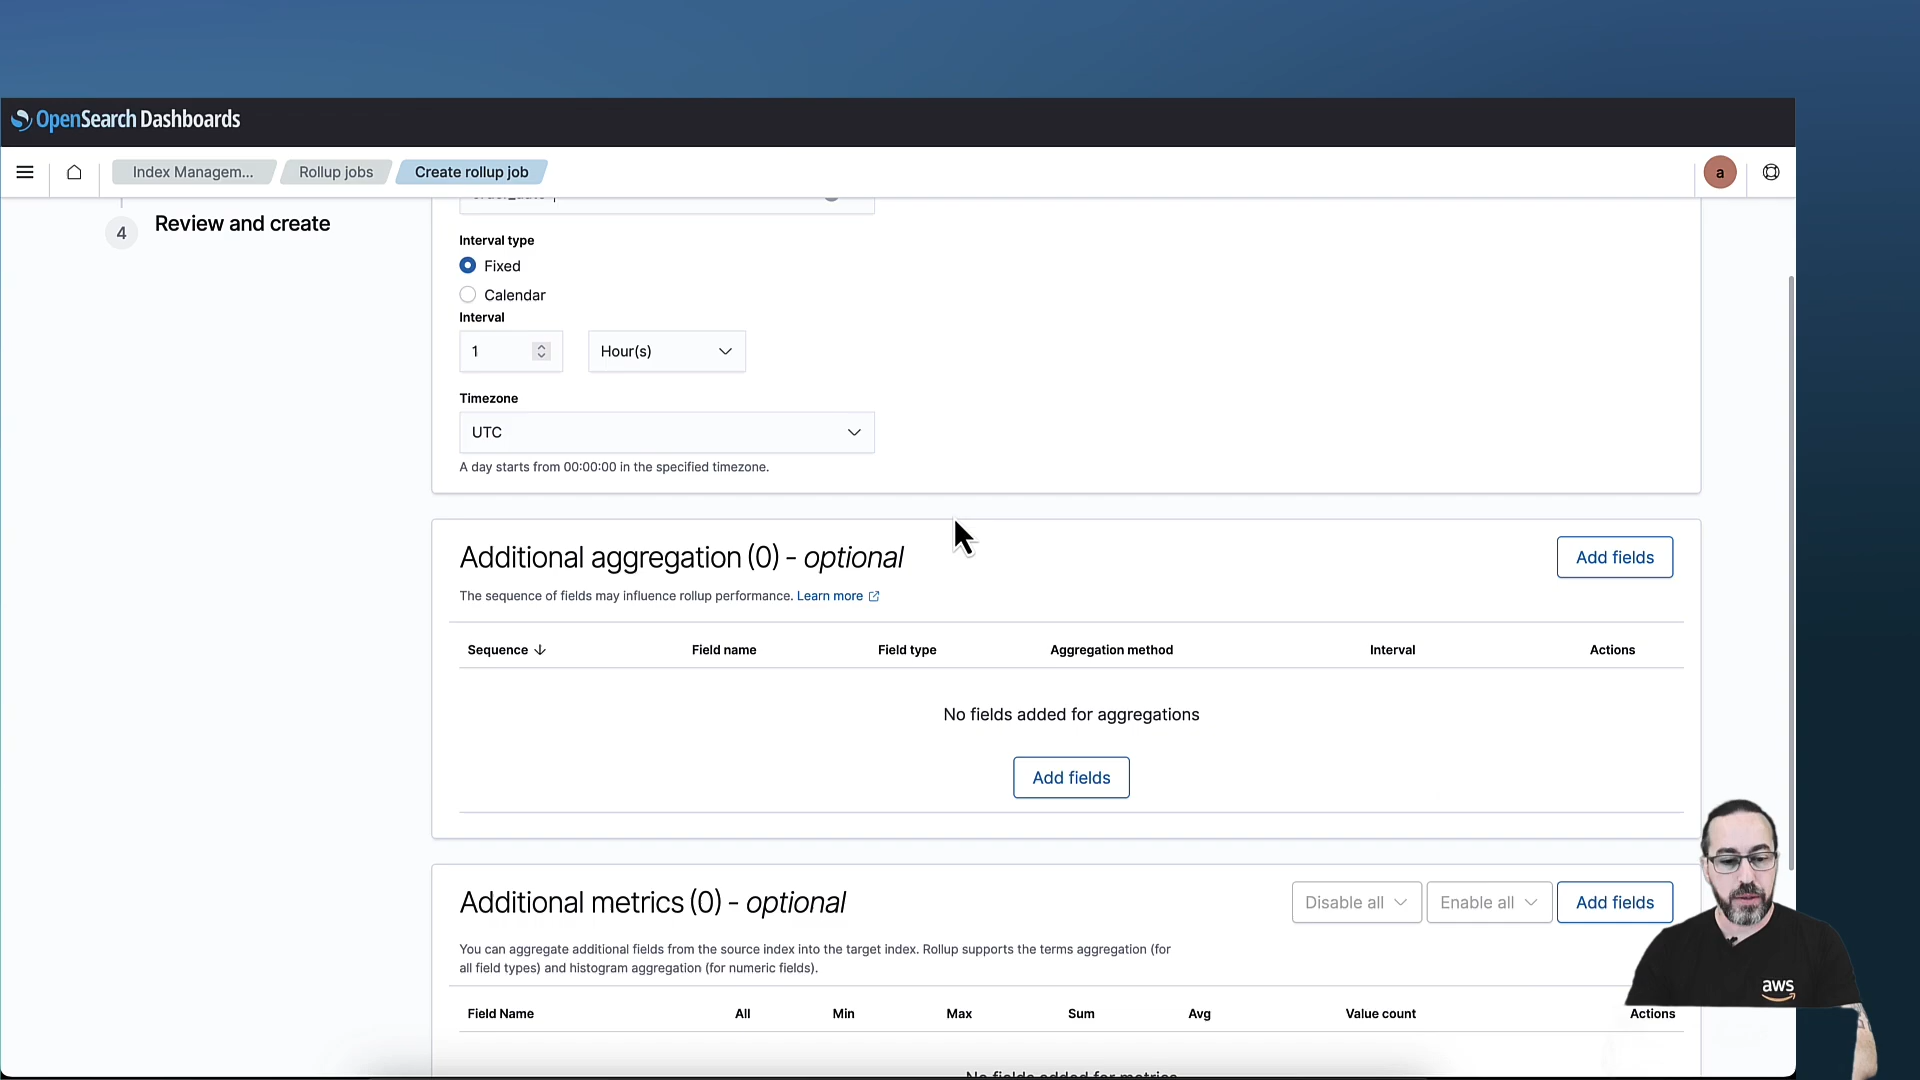 OpenSearch Dashboards
Index Managem...
Rollup jobs
Create rollup job
a
4
Review and create
Interval type
Fixed
Calendar
Interval
1
Hour(s)
Timezone
UTC
A day starts from 00:00:00 in the specified timezone.
Additional aggregation (0) - optional
Add fields
The sequence of fields may influence rollup performance. Learn more
Sequence
Field name
Field type
Aggregation method
Interval
Actions
No fields added for aggregations
Add fields
Additional metrics (0) - optional
Disable all
Enable all
Add fields
You can aggregate additional fields from the source index into the target index. Rollup supports the terms aggregation (for
all field types) and histogram aggregation (for numeric fields).
aws
Field Name
All
Min
Max
Sum
Avg
Value count
Actions
No fields added for metrics